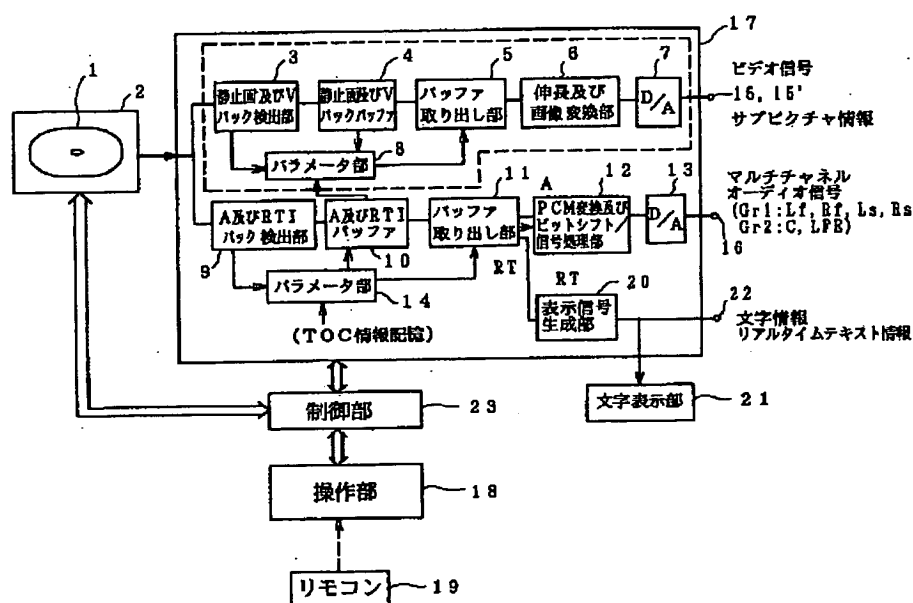 1
2
3
4
5
6
7
17
静止画及びV
パック検出部
静止画及びV
パックバッファ
バッファ
取り出し部
伸長及び
画像変換部
D/A
ビデオ信号
15, 15'
サブピクチャ情報
パラメータ部
8
11
A
12
13
A及びRTI
パック検出部
A及びRTI
バッファ
バッファ
取り出し部
PCM変換及び
ビットシフト/
信号処理部
D/A
マルチチャネル
オーディオ信号
(Gr1:Lf, Rf, Ls, Rs
Gr2:C, LFE)
16
9
10
RT
パラメータ部
14
RT
20
表示信号
生成部
22
文字情報
リアルタイムテキスト情報
(TOC情報記憶)
制御部
23
文字表示部
21
操作部
18
リモコン
19